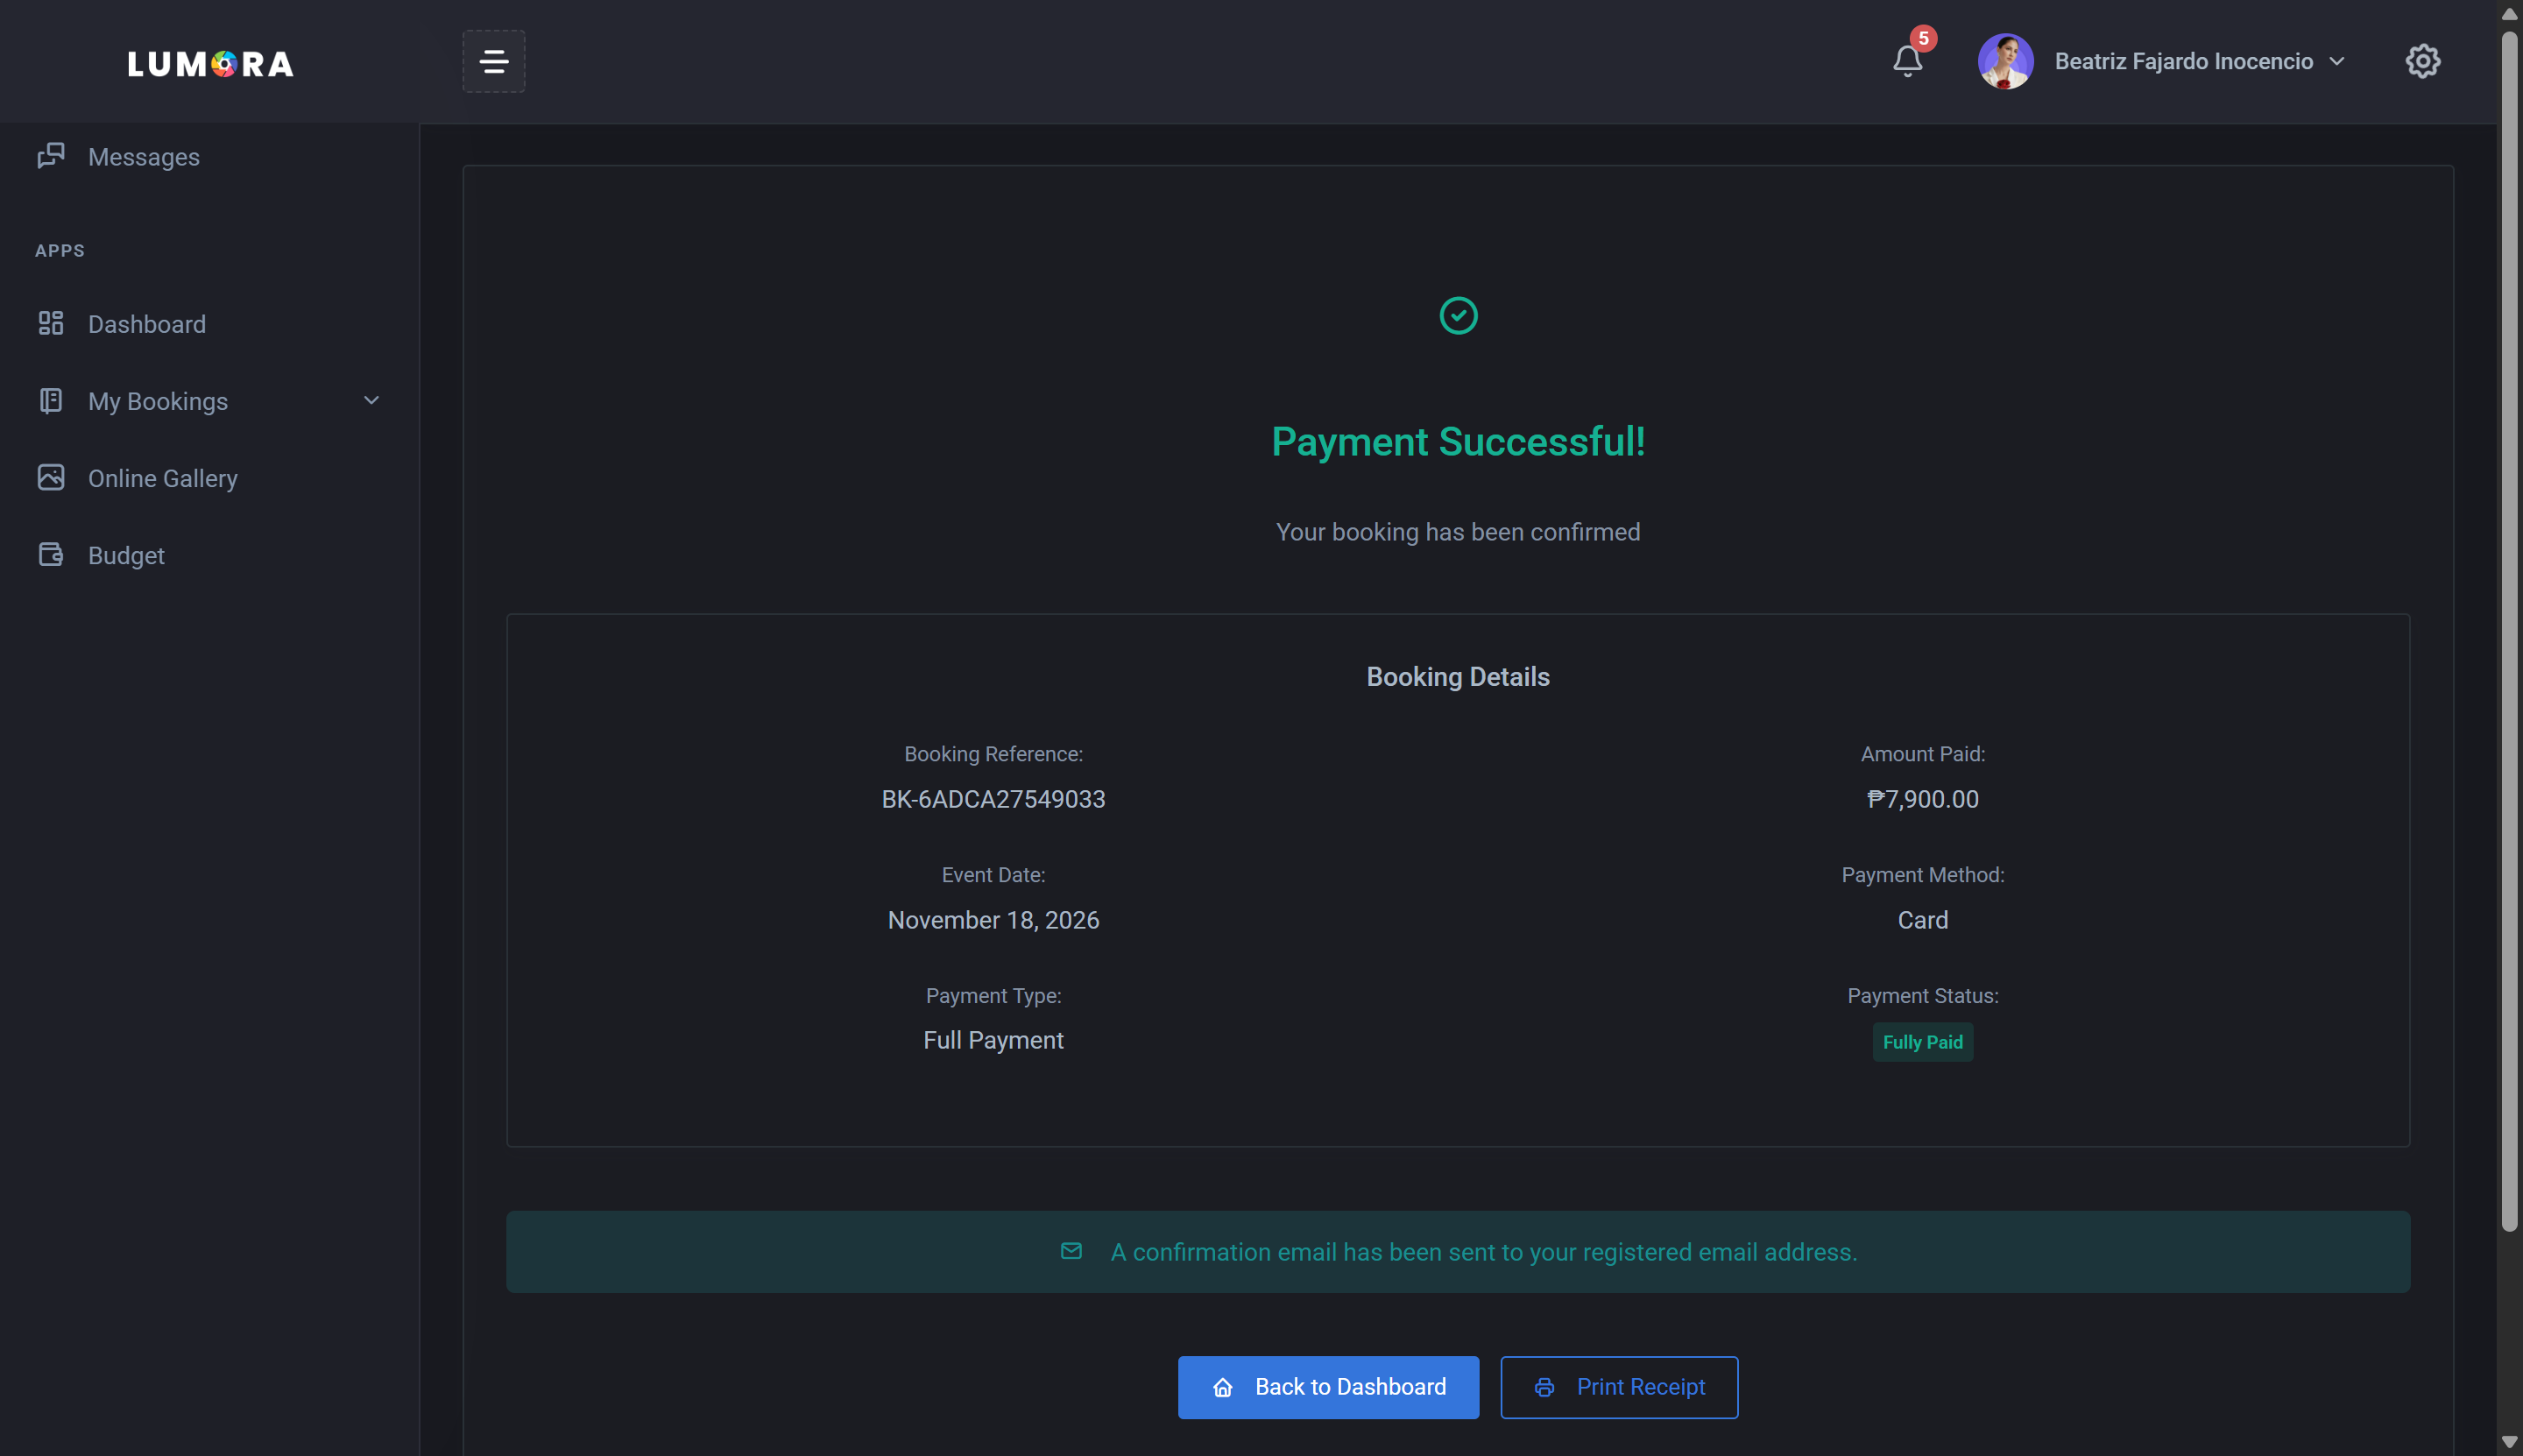 LUMORA
5
Beatriz Fajardo Inocencio
Messages
APPS
Dashboard
My Bookings
Online Gallery
Budget
Payment Successful!
Your booking has been confirmed
Booking Details
Booking Reference:
BK-6ADCA27549033
Amount Paid:
₱7,900.00
Event Date:
November 18, 2026
Payment Method:
Card
Payment Type:
Full Payment
Payment Status:
Fully Paid
A confirmation email has been sent to your registered email address.
Back to Dashboard
Print Receipt